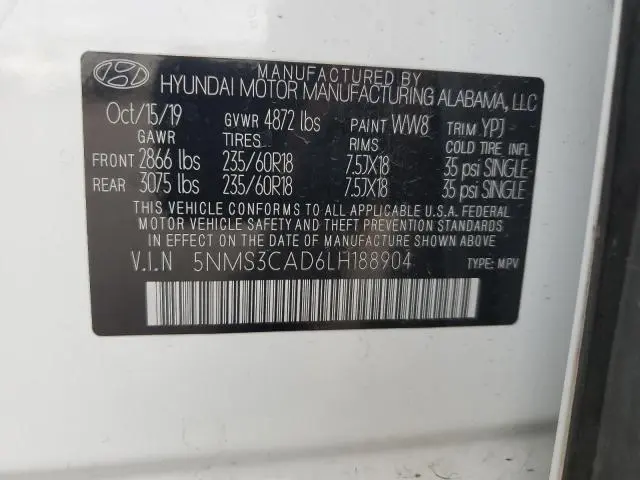 MANUFACTURED BY
HYUNDAI MOTOR MANUFACTURING ALABAMA, LLC
Oct/15/19 GVWR 4872 lbs PAINT WW8 TRIM YPJ
GAWR TIRES RIMS COLD TIRE INFL
FRONT 2866 lbs 235/60R18 7.5JX18 35 psi SINGLE
REAR 3075 lbs 235/60R18 7.5JX18 35 psi SINGLE
THIS VEHICLE CONFORMS TO ALL APPLICABLE U.S.A. FEDERAL
MOTOR VEHICLE SAFETY AND THEFT PREVENTION STANDARDS
IN EFFECT ON THE DATE OF MANUFACTURE SHOWN ABOVE.
V.I.N 5NMS3CAD6LH188904 TYPE: M.P.V